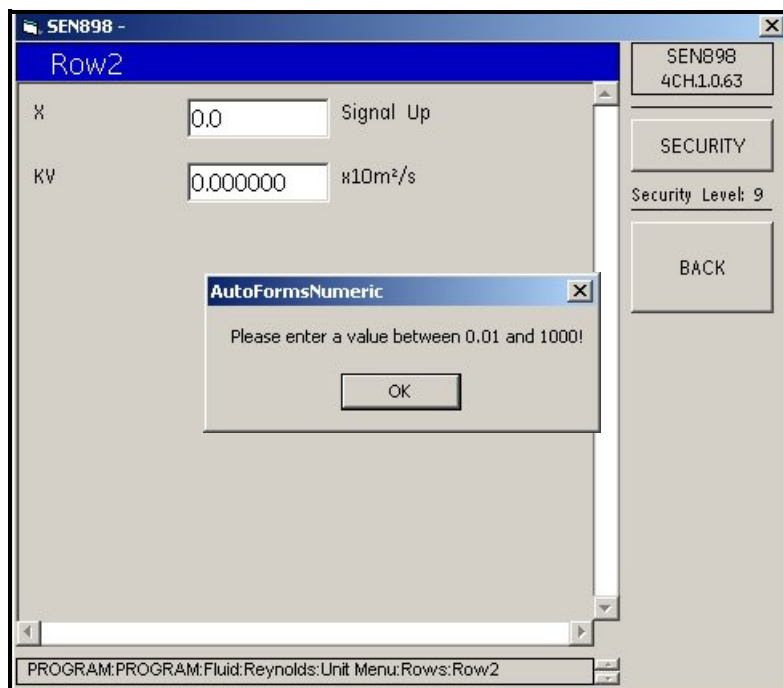 SEN898 -
Row2
SEN898
4CH.1.0.63
X 0.0 Signal Up
SECURITY
KV 0.000000 x10m²/s
Security Level: 9
BACK
AutoFormsNumeric
Please enter a value between 0.01 and 1000!
OK
PROGRAM:PROGRAM:Fluid:Reynolds:Unit Menu:Rows:Row2